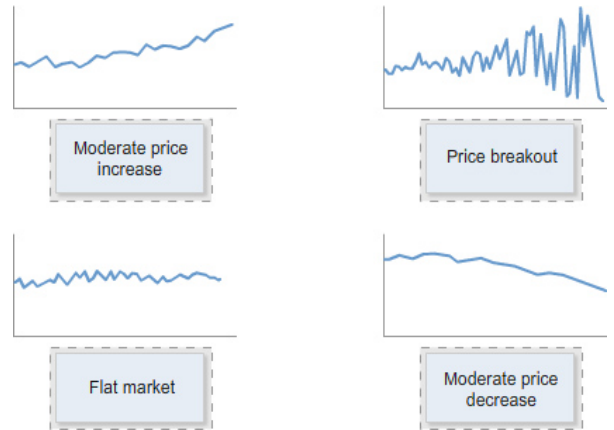 Moderate price
increase
Price breakout
Flat market
Moderate price
decrease